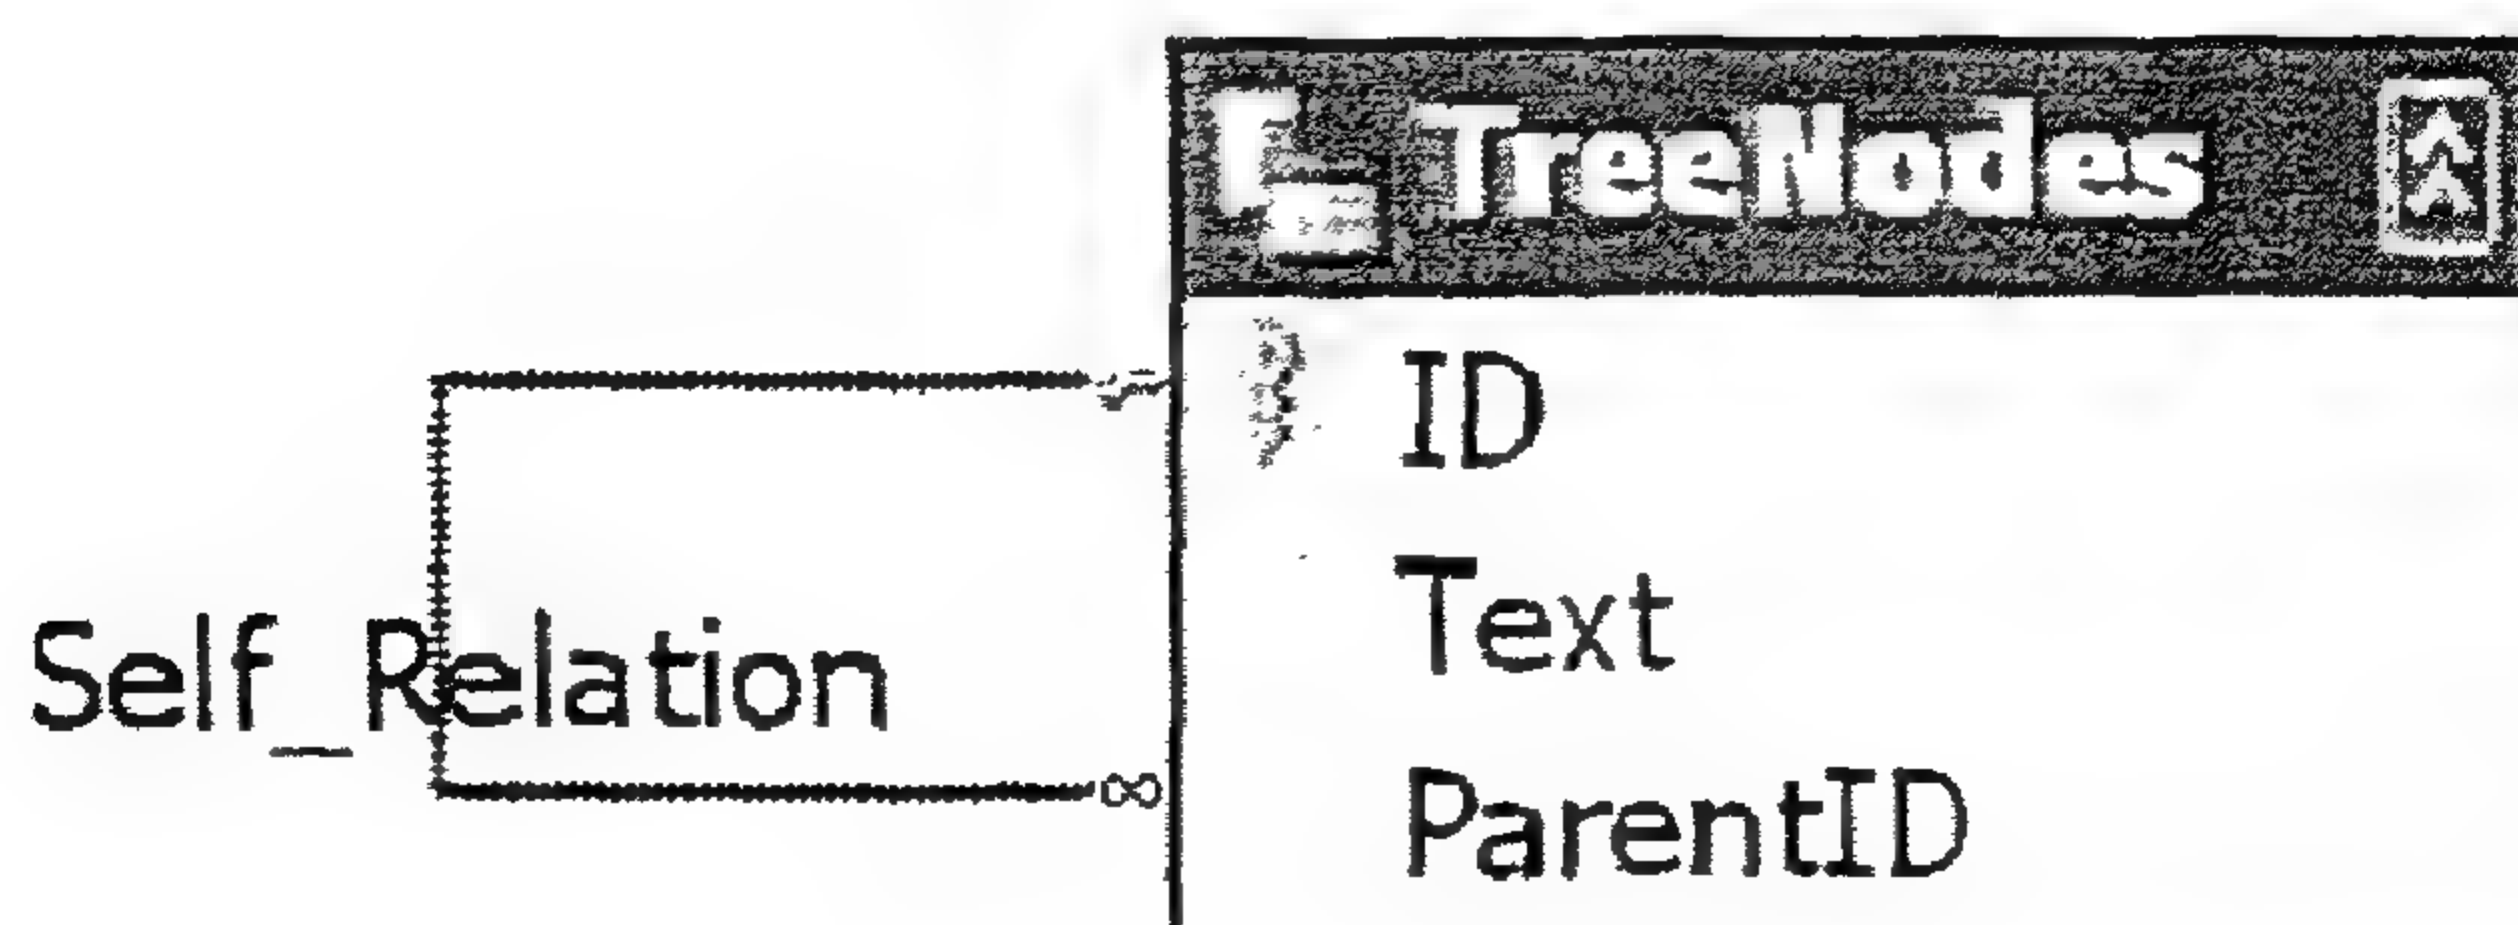 TreeNodes
ID
Text
Self_Relation
ParentID